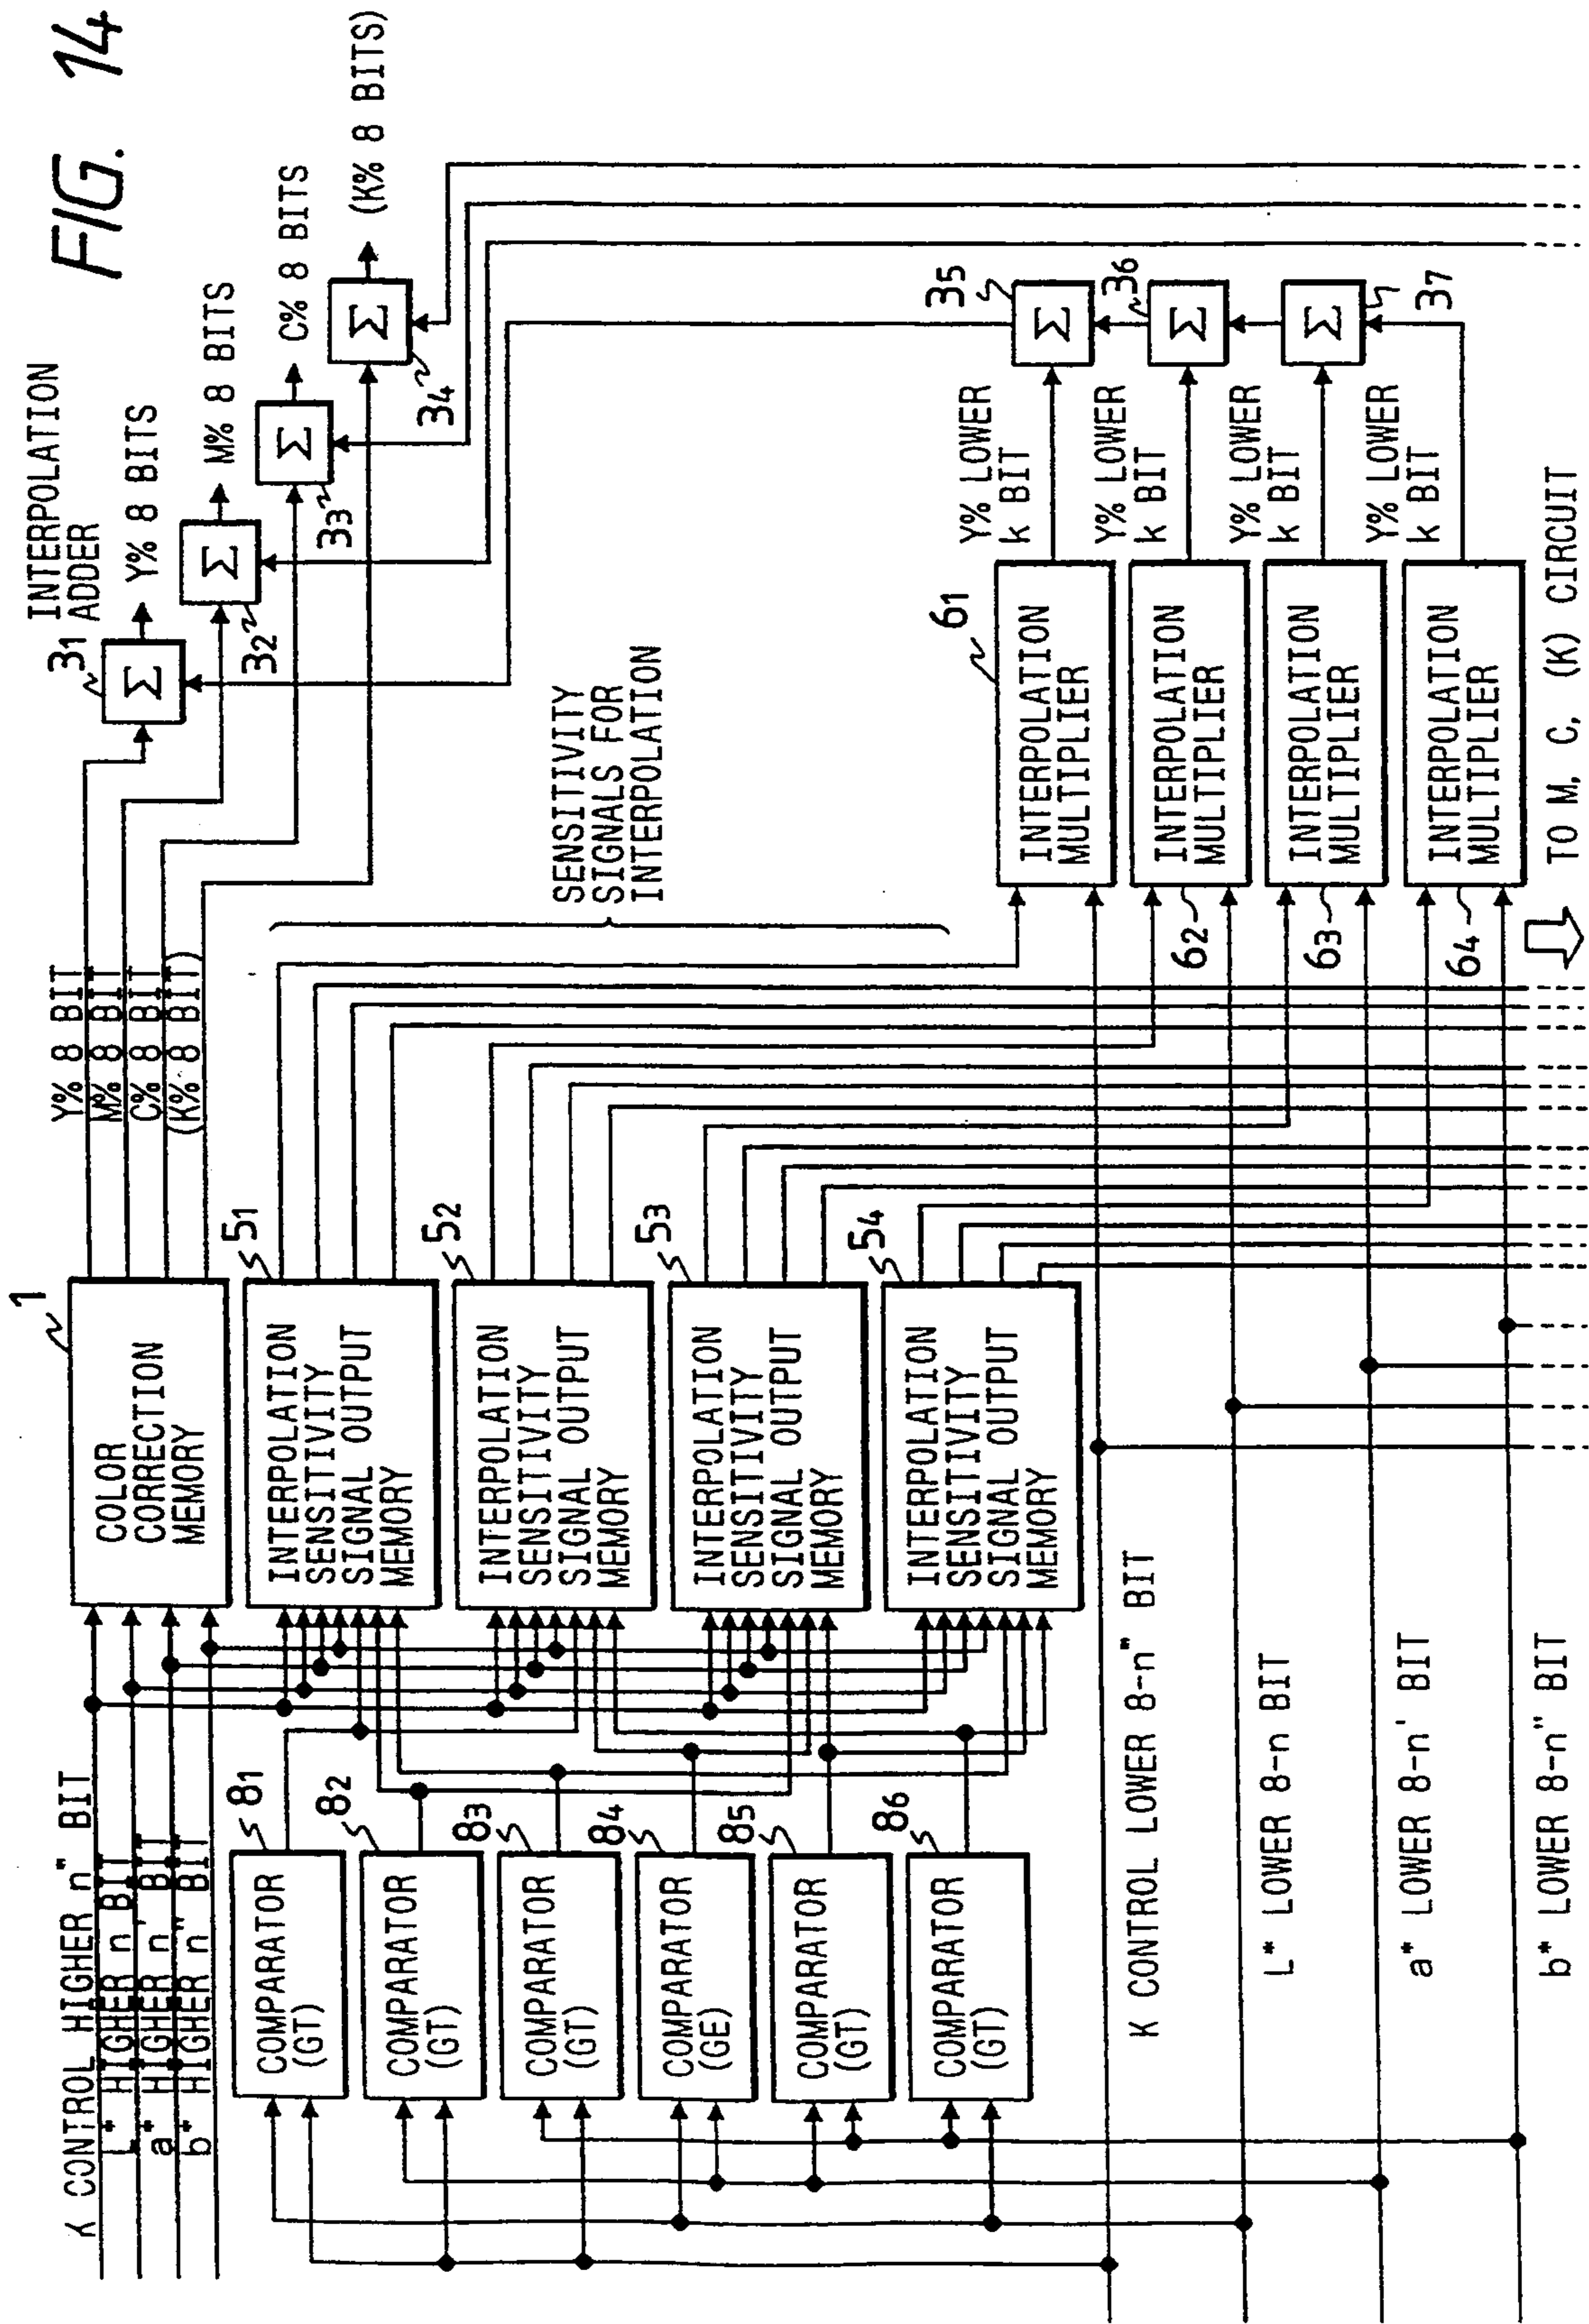 FIG. 14
K CONTROL HIGHER n''' BIT
L* HIGHER n BIT
a* HIGHER n' BIT
b* HIGHER n'' BIT
1
COLOR
CORRECTION
MEMORY
Y% 8 BIT
M% 8 BIT
C% 8 BIT
(K% 8 BIT)
INTERPOLATION
ADDER
31
Σ
Y% 8 BITS
32
Σ
M% 8 BITS
33
Σ
C% 8 BITS
34
Σ
(K% 8 BITS)
81
COMPARATOR
(GT)
82
COMPARATOR
(GT)
83
COMPARATOR
(GT)
84
COMPARATOR
(GE)
85
COMPARATOR
(GT)
86
COMPARATOR
(GT)
51
INTERPOLATION
SENSITIVITY
SIGNAL OUTPUT
MEMORY
52
INTERPOLATION
SENSITIVITY
SIGNAL OUTPUT
MEMORY
53
INTERPOLATION
SENSITIVITY
SIGNAL OUTPUT
MEMORY
54
INTERPOLATION
SENSITIVITY
SIGNAL OUTPUT
MEMORY
SENSITIVITY
SIGNALS FOR
INTERPOLATION
61
INTERPOLATION
MULTIPLIER
Y% LOWER
k BIT
35
Σ
62
INTERPOLATION
MULTIPLIER
Y% LOWER
k BIT
36
Σ
63
INTERPOLATION
MULTIPLIER
Y% LOWER
k BIT
37
Σ
64
INTERPOLATION
MULTIPLIER
Y% LOWER
k BIT
K CONTROL LOWER 8-n''' BIT
L* LOWER 8-n BIT
a* LOWER 8-n' BIT
b* LOWER 8-n'' BIT
TO M, C, (K) CIRCUIT